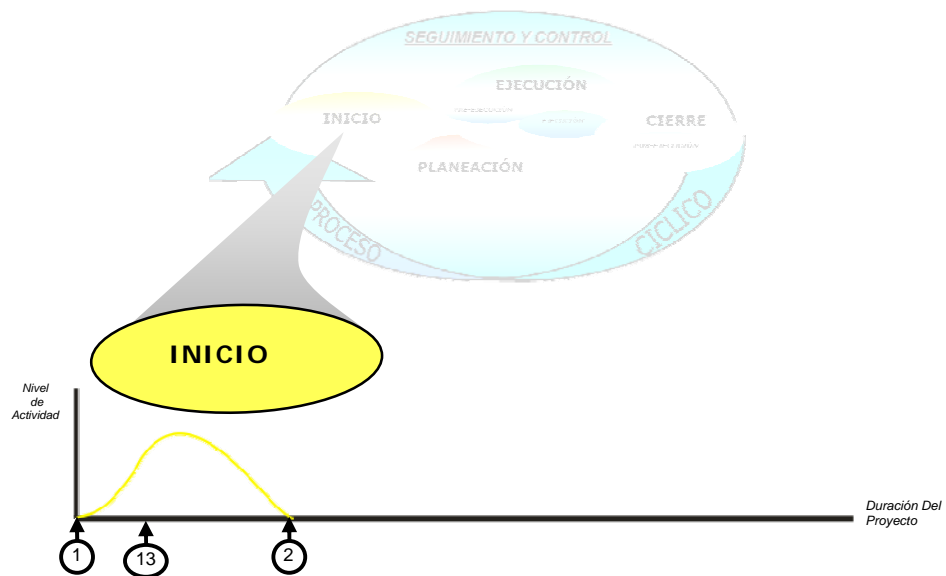 SEGUIMIENTO Y CONTROL
EJECUCIÓN
INICIO
CIERRE
PLANEACIÓN
PROCESO
CICLICO
INICIO
Nivel
de
Actividad
Duración Del
Proyecto
1
13
2